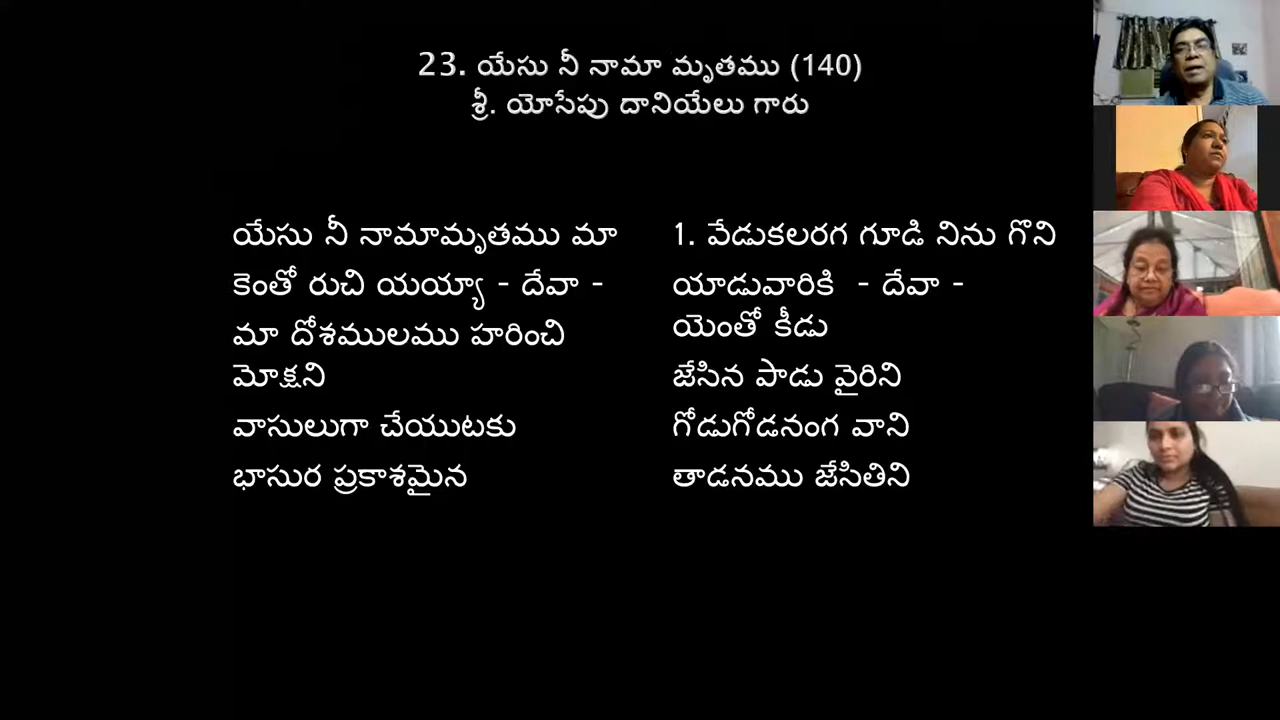 23. యేసు నీ నామా మృతము (140)
శ్రీ. యోసేపు దానియేలు గారు
యేసు నీ నామామృతము మా
కెంతో రుచి యయ్యా - దేవా -
మా దోశములము హరించి
మోక్షని
వాసులుగా చేయుటకు
భాసుర ప్రకాశమైన
1. వేడుకలరగ గూడి నిను గొని
యాడువారికి - దేవా -
యెంతో కీడు
జేసిన పాడు వైరిని
గోడుగోడనంగ వాని
తాడనము జేసితిని